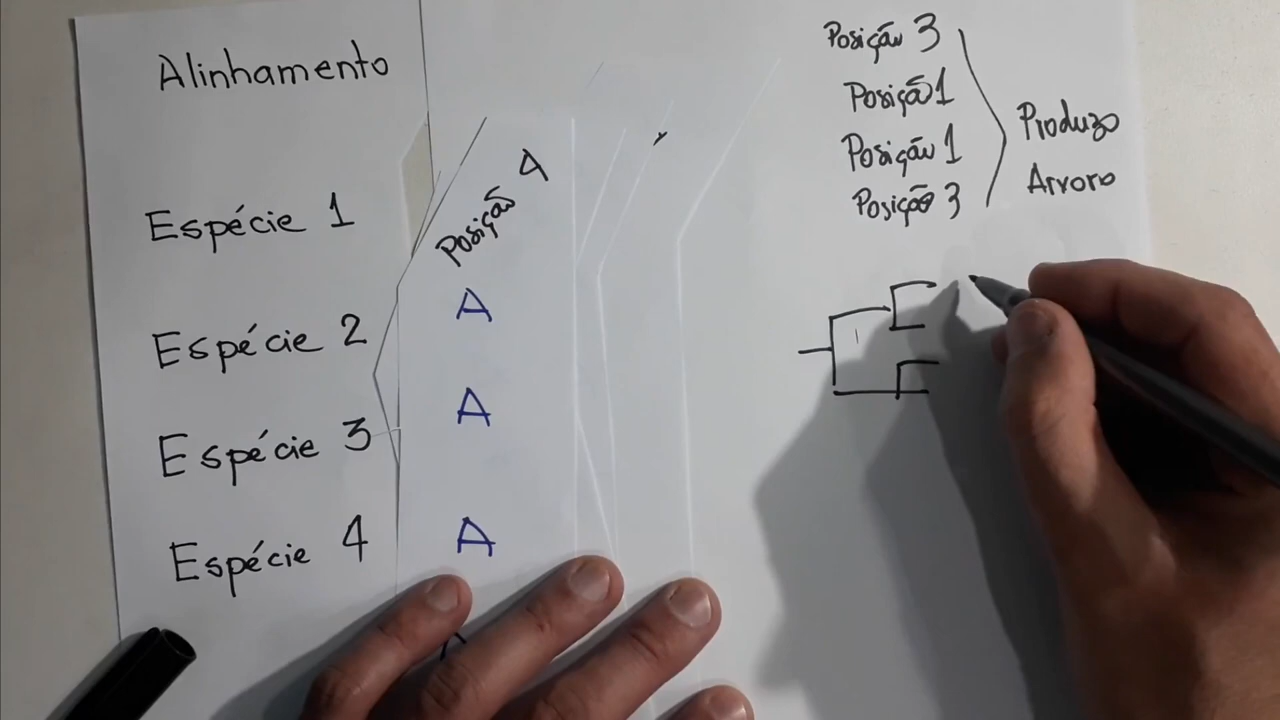 Alinhamento
Espécie 1
Espécie 2
Espécie 3
Espécie 4
Posição 4
A
A
A
Posição 3
Posição 1
Posição 1
Posição 3
Produzo
Arvoro